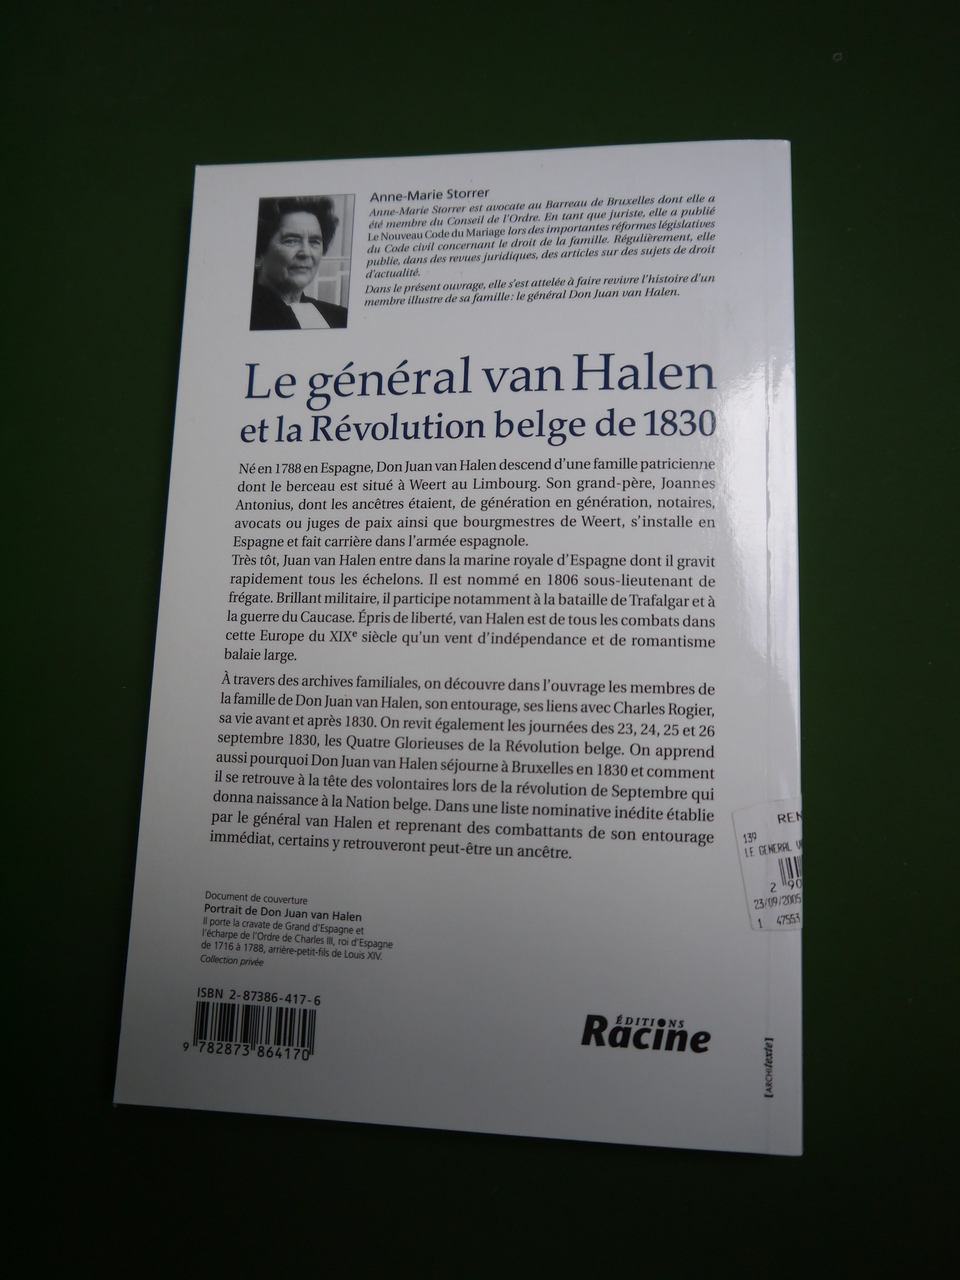 Anne-Marie Storrer
Anne-Marie Storrer est avocate au Barreau de Bruxelles dont elle a
été membre du Conseil de l'Ordre. En tant que juriste, elle a publié
Le Nouveau Code du Mariage lors des importantes réformes législatives
du Code civil concernant le droit de la famille. Régulièrement, elle
publie, dans des revues juridiques, des articles sur des sujets de droit
d'actualité.
Dans le présent ouvrage, elle s'est attelée à faire revivre l'histoire d'un
membre illustre de sa famille : le général Don Juan van Halen.
Le général van Halen
et la Révolution belge de 1830
Né en 1788 en Espagne, Don Juan van Halen descend d'une famille patricienne
dont le berceau est situé à Weert au Limbourg. Son grand-père, Joannes
Antonius, dont les ancêtres étaient, de génération en génération, notaires,
avocats ou juges de paix ainsi que bourgmestres de Weert, s'installe en
Espagne et fait carrière dans l'armée espagnole.
Très tôt, Juan van Halen entre dans la marine royale d'Espagne dont il gravit
rapidement tous les échelons. Il est nommé en 1806 sous-lieutenant de
frégate. Brillant militaire, il participe notamment à la bataille de Trafalgar et à
la guerre du Caucase. Épris de liberté, van Halen est de tous les combats dans
cette Europe du XIXe siècle qu'un vent d'indépendance et de romantisme
balaie large.
À travers des archives familiales, on découvre dans l'ouvrage les membres de
la famille de Don Juan van Halen, son entourage, ses liens avec Charles Rogier,
sa vie avant et après 1830. On revit également les journées des 23, 24, 25 et 26
septembre 1830, les Quatre Glorieuses de la Révolution belge. On apprend
aussi pourquoi Don Juan van Halen séjourne à Bruxelles en 1830 et comment
il se retrouve à la tête des volontaires lors de la révolution de Septembre qui
donna naissance à la Nation belge. Dans une liste nominative inédite établie
par le général van Halen et reprenant des combattants de son entourage
immédiat, certains y retrouveront peut-être un ancêtre.
REN
139
LE GENERAL V
2 90
23/09/2005
1 47553
Document de couverture
Portrait de Don Juan van Halen
Il porte la cravate de Grand d'Espagne et
l'écharpe de l'Ordre de Charles III, roi d'Espagne
de 1716 à 1788, arrière-petit-fils de Louis XIV.
Collection privée
ISBN 2-87386-417-6
9 782873 864170
ÉDITIONS
Racine
[ARCHItexte]